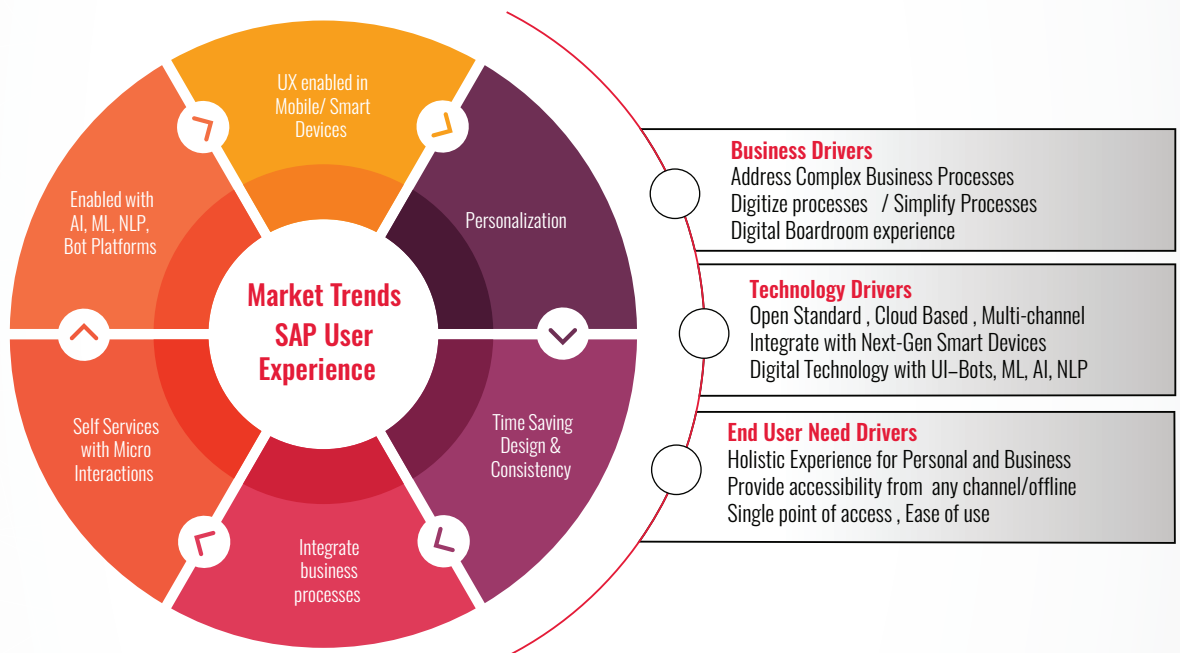 UX enabled in
Mobile/ Smart
Devices
Personalization
Time Saving
Design &
Consistency
Integrate
business
processes
Self Services
with Micro
Interactions
Enabled with
AI, ML, NLP,
Bot Platforms
Market Trends
SAP User
Experience
Business Drivers
Address Complex Business Processes
Digitize processes / Simplify Processes
Digital Boardroom experience
Technology Drivers
Open Standard , Cloud Based , Multi-channel
Integrate with Next-Gen Smart Devices
Digital Technology with UI–Bots, ML, AI, NLP
End User Need Drivers
Holistic Experience for Personal and Business
Provide accessibility from any channel/offline
Single point of access , Ease of use